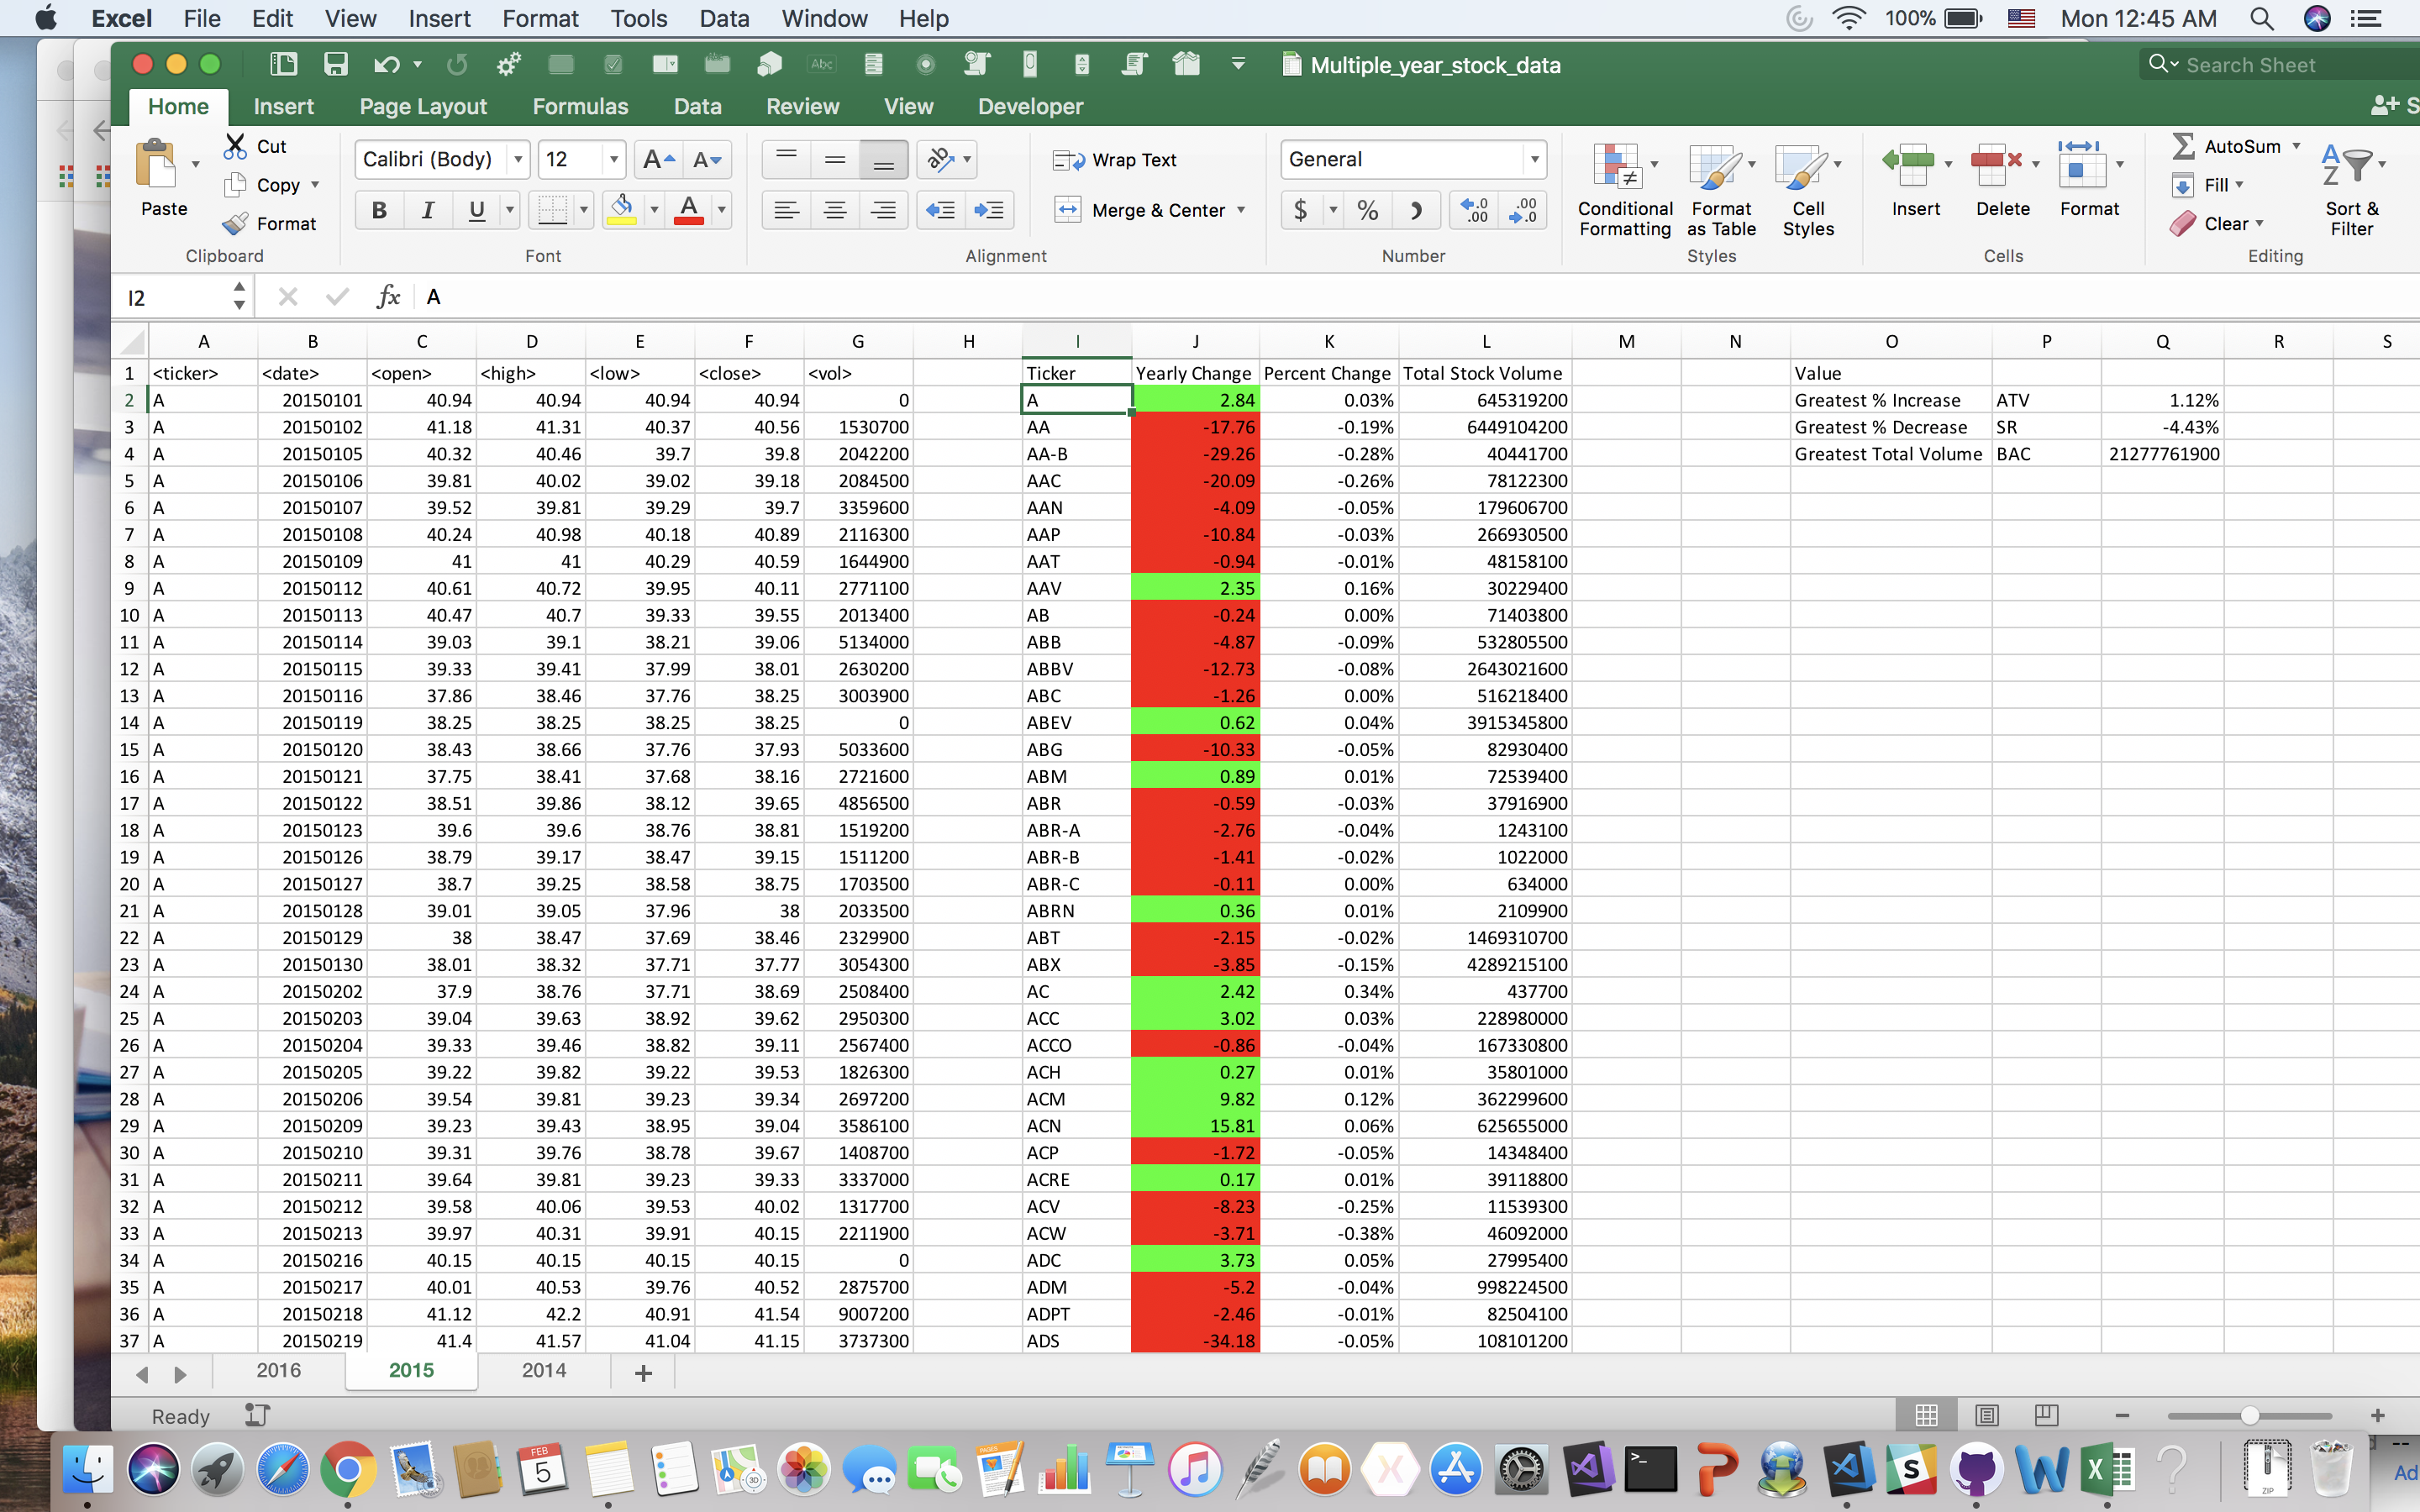 Excel File Edit View Insert Format Tools Data Window Help 100% Mon 12:45 AM
Abc Multiple_year_stock_data Search Sheet
Home Insert Page Layout Formulas Data Review View Developer S
Paste Cut Copy Format Clipboard
Calibri (Body) 12 A A B I U A Font
ab Wrap Text Merge & Center Alignment
General $ % .0 .00 .00 .0 Number
Conditional Formatting Format as Table Cell Styles Styles
Insert Delete Format Cells
AutoSum Fill Clear A Z Sort & Filter Editing
I2 fx A
A B C D E F G H I J K L M N O P Q R S
1 <ticker> <date> <open> <high> <low> <close> <vol> Ticker Yearly Change Percent Change Total Stock Volume Value
2 A 20150101 40.94 40.94 40.94 40.94 0 A 2.84 0.03% 645319200 Greatest % Increase ATV 1.12%
3 A 20150102 41.18 41.31 40.37 40.56 1530700 AA -17.76 -0.19% 6449104200 Greatest % Decrease SR -4.43%
4 A 20150105 40.32 40.46 39.7 39.8 2042200 AA-B -29.26 -0.28% 40441700 Greatest Total Volume BAC 21277761900
5 A 20150106 39.81 40.02 39.02 39.18 2084500 AAC -20.09 -0.26% 78122300
6 A 20150107 39.52 39.81 39.29 39.7 3359600 AAN -4.09 -0.05% 179606700
7 A 20150108 40.24 40.98 40.18 40.89 2116300 AAP -10.84 -0.03% 266930500
8 A 20150109 41 41 40.29 40.59 1644900 AAT -0.94 -0.01% 48158100
9 A 20150112 40.61 40.72 39.95 40.11 2771100 AAV 2.35 0.16% 30229400
10 A 20150113 40.47 40.7 39.33 39.55 2013400 AB -0.24 0.00% 71403800
11 A 20150114 39.03 39.1 38.21 39.06 5134000 ABB -4.87 -0.09% 532805500
12 A 20150115 39.33 39.41 37.99 38.01 2630200 ABBV -12.73 -0.08% 2643021600
13 A 20150116 37.86 38.46 37.76 38.25 3003900 ABC -1.26 0.00% 516218400
14 A 20150119 38.25 38.25 38.25 38.25 0 ABEV 0.62 0.04% 3915345800
15 A 20150120 38.43 38.66 37.76 37.93 5033600 ABG -10.33 -0.05% 82930400
16 A 20150121 37.75 38.41 37.68 38.16 2721600 ABM 0.89 0.01% 72539400
17 A 20150122 38.51 39.86 38.12 39.65 4856500 ABR -0.59 -0.03% 37916900
18 A 20150123 39.6 39.6 38.76 38.81 1519200 ABR-A -2.76 -0.04% 1243100
19 A 20150126 38.79 39.17 38.47 39.15 1511200 ABR-B -1.41 -0.02% 1022000
20 A 20150127 38.7 39.25 38.58 38.75 1703500 ABR-C -0.11 0.00% 634000
21 A 20150128 39.01 39.05 37.96 38 2033500 ABRN 0.36 0.01% 2109900
22 A 20150129 38 38.47 37.69 38.46 2329900 ABT -2.15 -0.02% 1469310700
23 A 20150130 38.01 38.32 37.71 37.77 3054300 ABX -3.85 -0.15% 4289215100
24 A 20150202 37.9 38.76 37.71 38.69 2508400 AC 2.42 0.34% 437700
25 A 20150203 39.04 39.63 38.92 39.62 2950300 ACC 3.02 0.03% 228980000
26 A 20150204 39.33 39.46 38.82 39.11 2567400 ACCO -0.86 -0.04% 167330800
27 A 20150205 39.22 39.82 39.22 39.53 1826300 ACH 0.27 0.01% 35801000
28 A 20150206 39.54 39.81 39.23 39.34 2697200 ACM 9.82 0.12% 362299600
29 A 20150209 39.23 39.43 38.95 39.04 3586100 ACN 15.81 0.06% 625655000
30 A 20150210 39.31 39.76 38.78 39.67 1408700 ACP -1.72 -0.05% 14348400
31 A 20150211 39.64 39.81 39.23 39.33 3337000 ACRE 0.17 0.01% 39118800
32 A 20150212 39.58 40.06 39.53 40.02 1317700 ACV -8.23 -0.25% 11539300
33 A 20150213 39.97 40.31 39.91 40.15 2211900 ACW -3.71 -0.38% 46092000
34 A 20150216 40.15 40.15 40.15 40.15 0 ADC 3.73 0.05% 27995400
35 A 20150217 40.01 40.53 39.76 40.52 2875700 ADM -5.2 -0.04% 998224500
36 A 20150218 41.12 42.2 40.91 41.54 9007200 ADPT -2.46 -0.01% 82504100
37 A 20150219 41.4 41.57 41.04 41.15 3737300 ADS -34.18 -0.05% 108101200
2016 2015 2014 +
Ready
FEB 5 PAGES 3D >_ S W X ? ZIP Ad